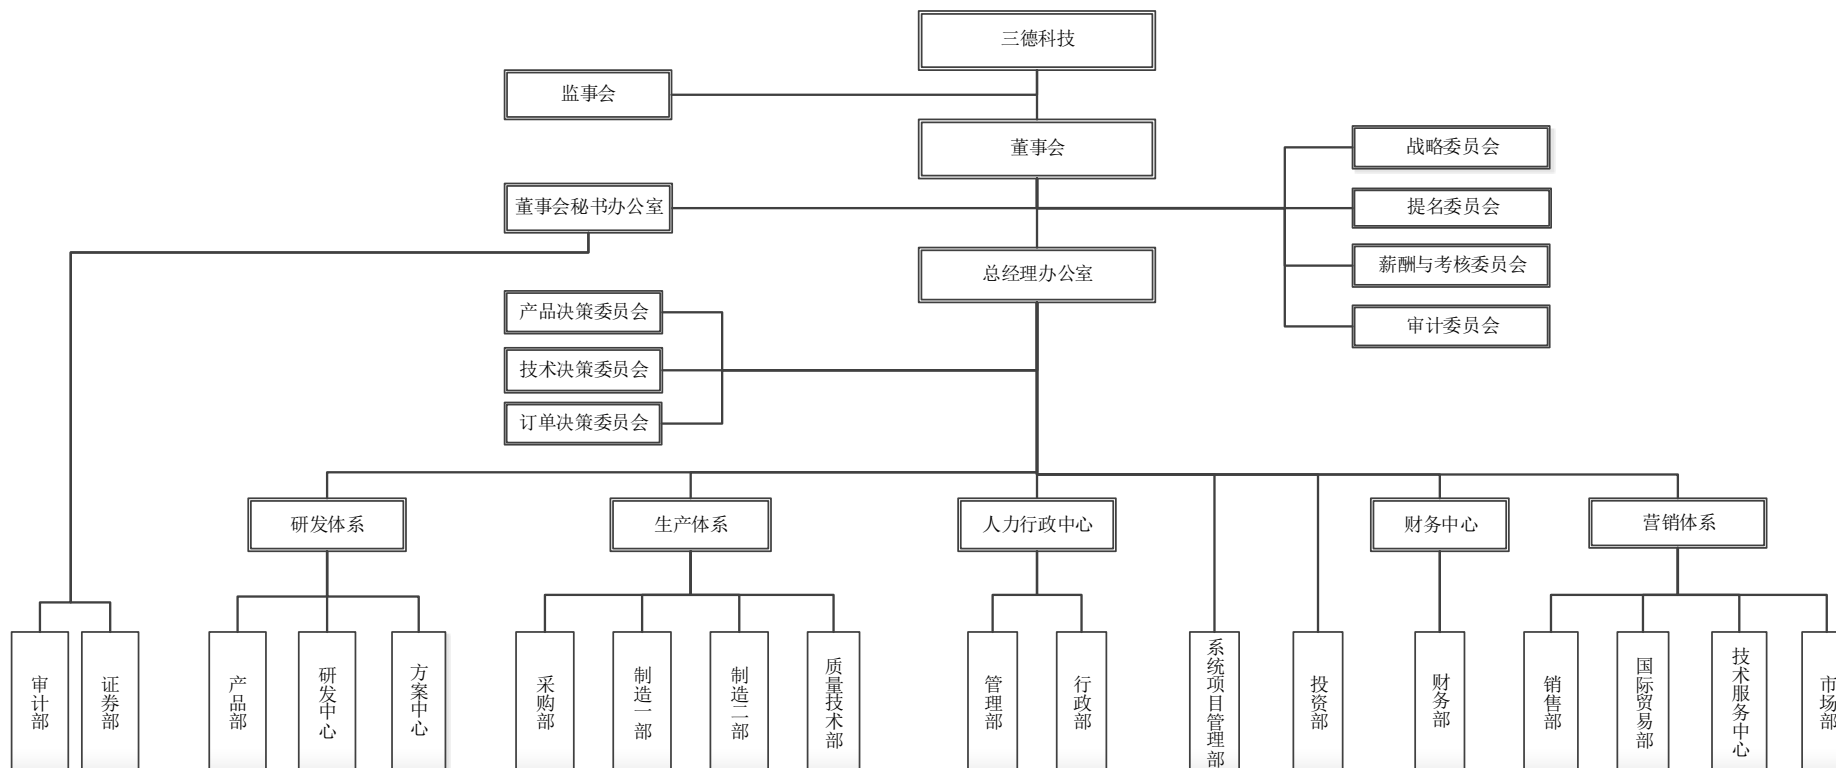 三德科技
监事会
董事会
战略委员会
董事会秘书办公室
提名委员会
薪酬与考核委员会
总经理办公室
产品决策委员会
审计委员会
技术决策委员会
订单决策委员会
研发体系
生产体系
人力行政中心
财务中心
营销体系
审计部
证券部
产品部
研发中心
方案中心
采购部
制造一部
制造二部
质量技术部
管理部
行政部
系统项目管理部
投资部
财务部
销售部
国际贸易部
技术服务中心
市场部